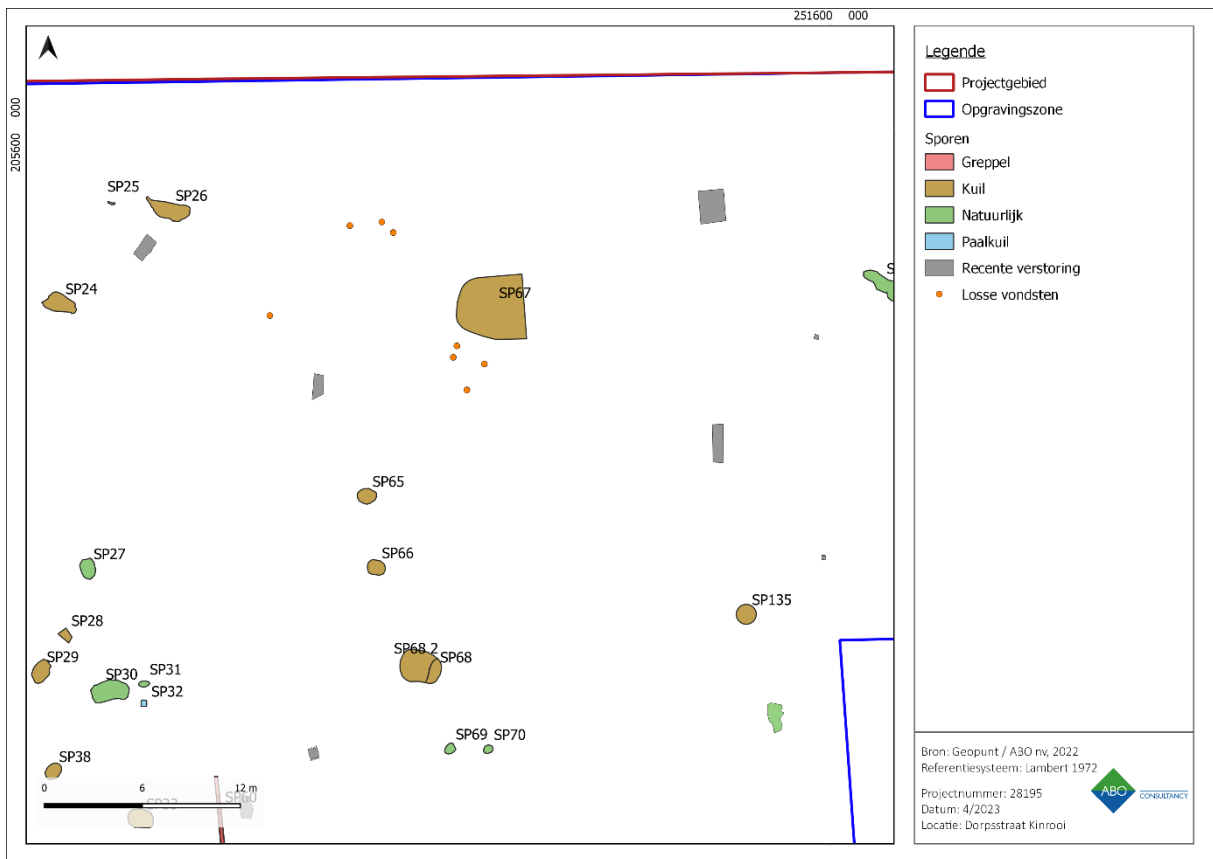 251600 000
205600 000
SP25
SP26
SP24
SP67
S
SP65
SP66
SP27
SP135
SP28
SP29
SP68.2
SP68
SP30
SP31
SP32
SP69
SP70
SP38
0 6 12 m
SP33
SP60
Legende
Projectgebied
Opgravingszone
Sporen
Greppel
Kuil
Natuurlijk
Paalkuil
Recente verstoring
Losse vondsten
Bron: Geopunt / ABO nv, 2022
Referentiesysteem: Lambert 1972
Projectnummer: 28195
Datum: 4/2023
Locatie: Dorpsstraat Kinrooi
ABO
CONSULTANCY